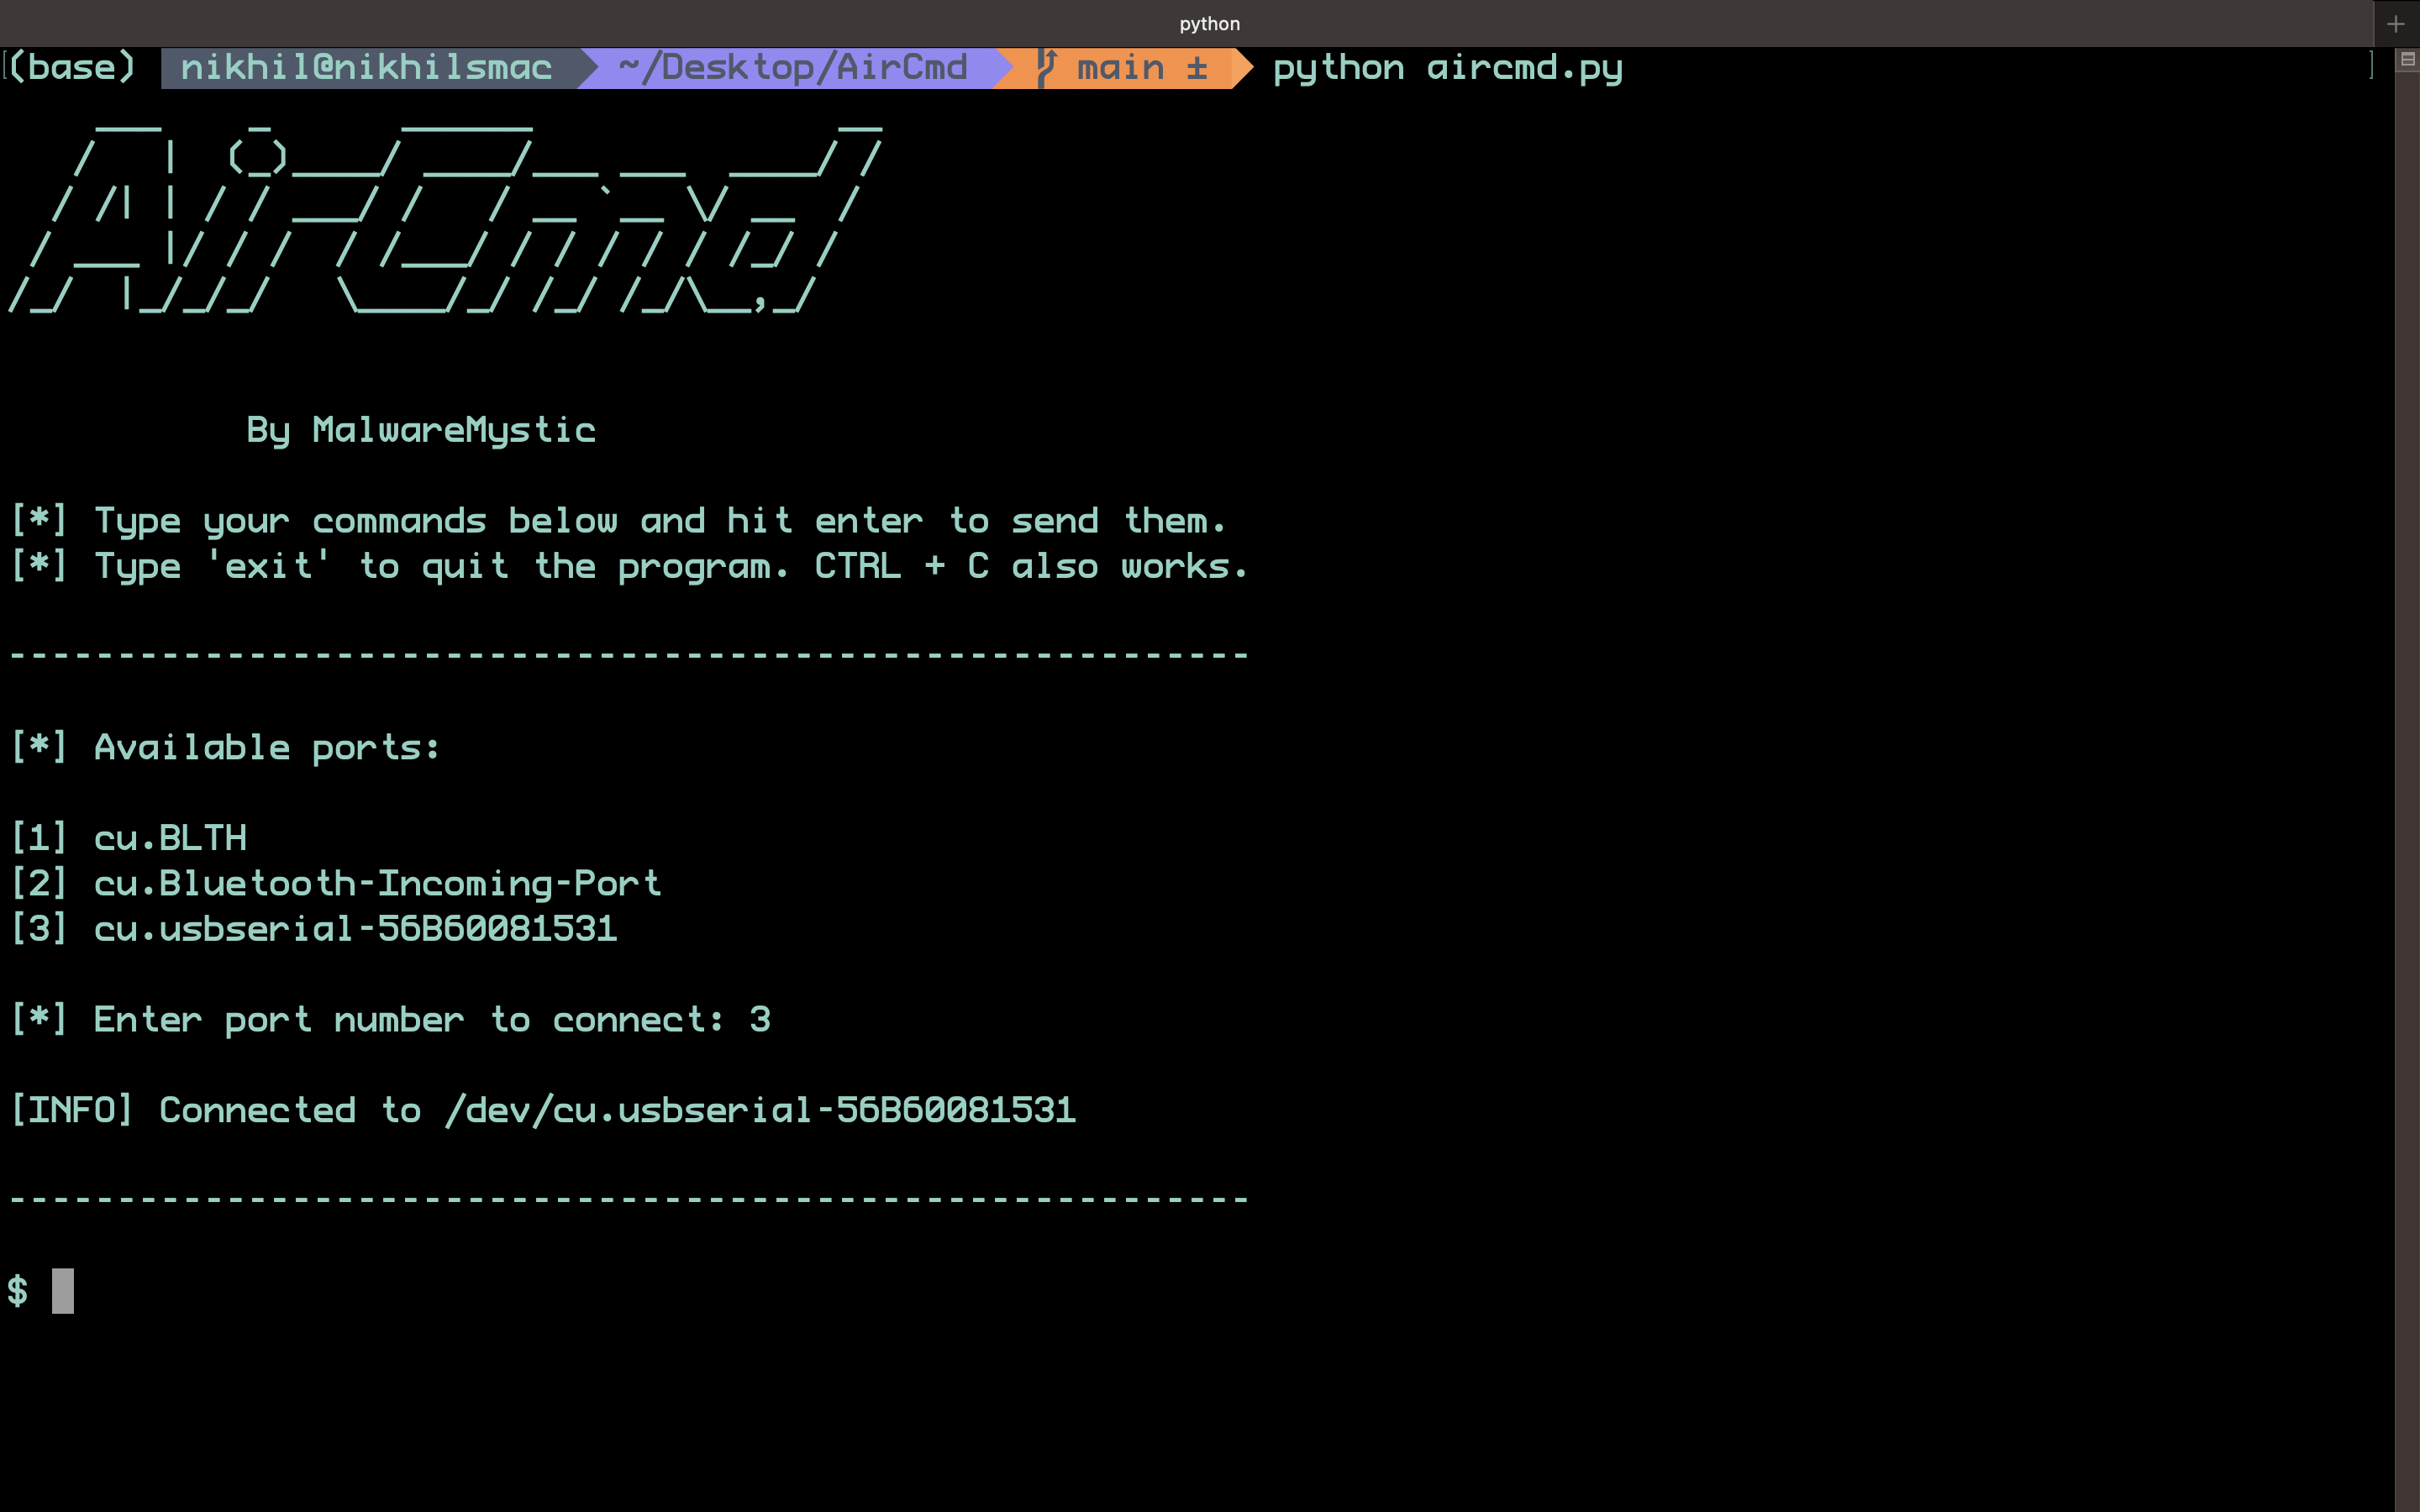 python
(base) nikhil@nikhilsmac ~/Desktop/AirCmd main ± python aircmd.py
AirCmd
By MalwareMystic
[*] Type your commands below and hit enter to send them.
[*] Type 'exit' to quit the program. CTRL + C also works.
---------------------------------------------------------
[*] Available ports:
[1] cu.BLTH
[2] cu.Bluetooth-Incoming-Port
[3] cu.usbserial-56B60081531
[*] Enter port number to connect: 3
[INFO] Connected to /dev/cu.usbserial-56B60081531
---------------------------------------------------------
$